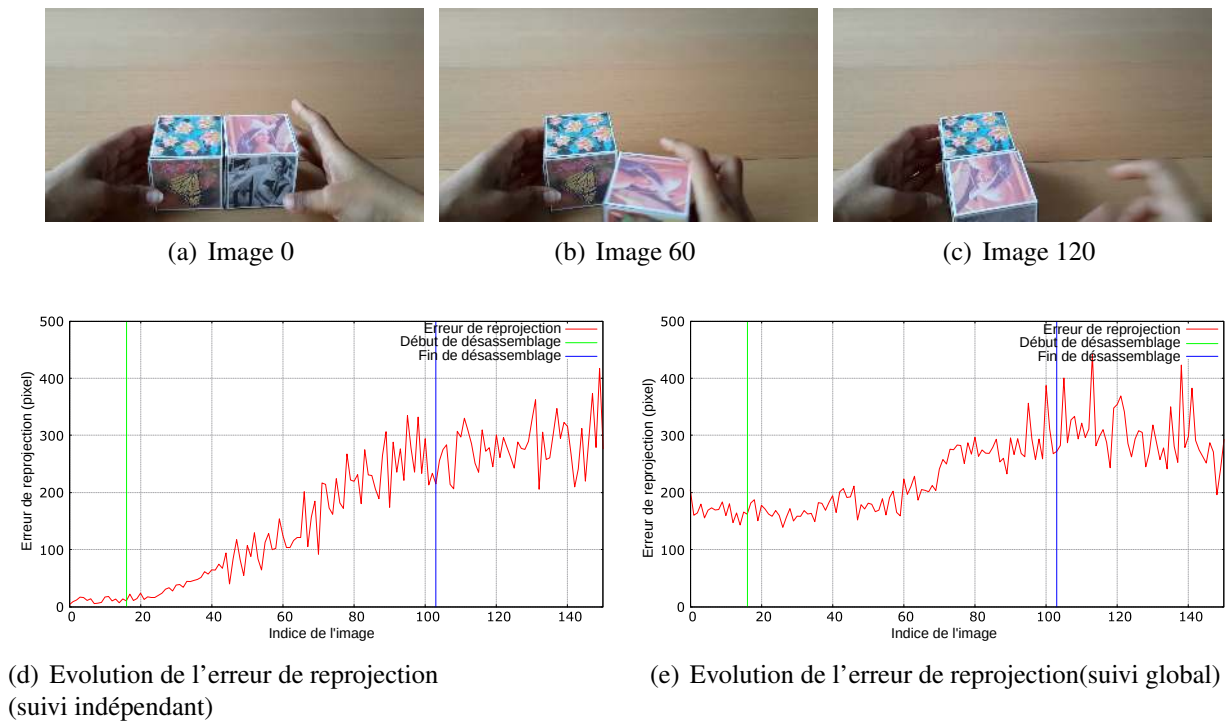 (a) Image 0
(b) Image 60
(c) Image 120
500
400
300
200
100
0
0 20 40 60 80 100 120 140
Erreur de reprojection (pixel)
Indice de l'image
Erreur de reprojection
Début de désassemblage
Fin de désassemblage
(d) Evolution de l'erreur de reprojection
(suivi indépendant)
500
400
300
200
100
0
0 20 40 60 80 100 120 140
Erreur de reprojection (pixel)
Indice de l'image
Erreur de reprojection
Début de désassemblage
Fin de désassemblage
(e) Evolution de l'erreur de reprojection(suivi global)